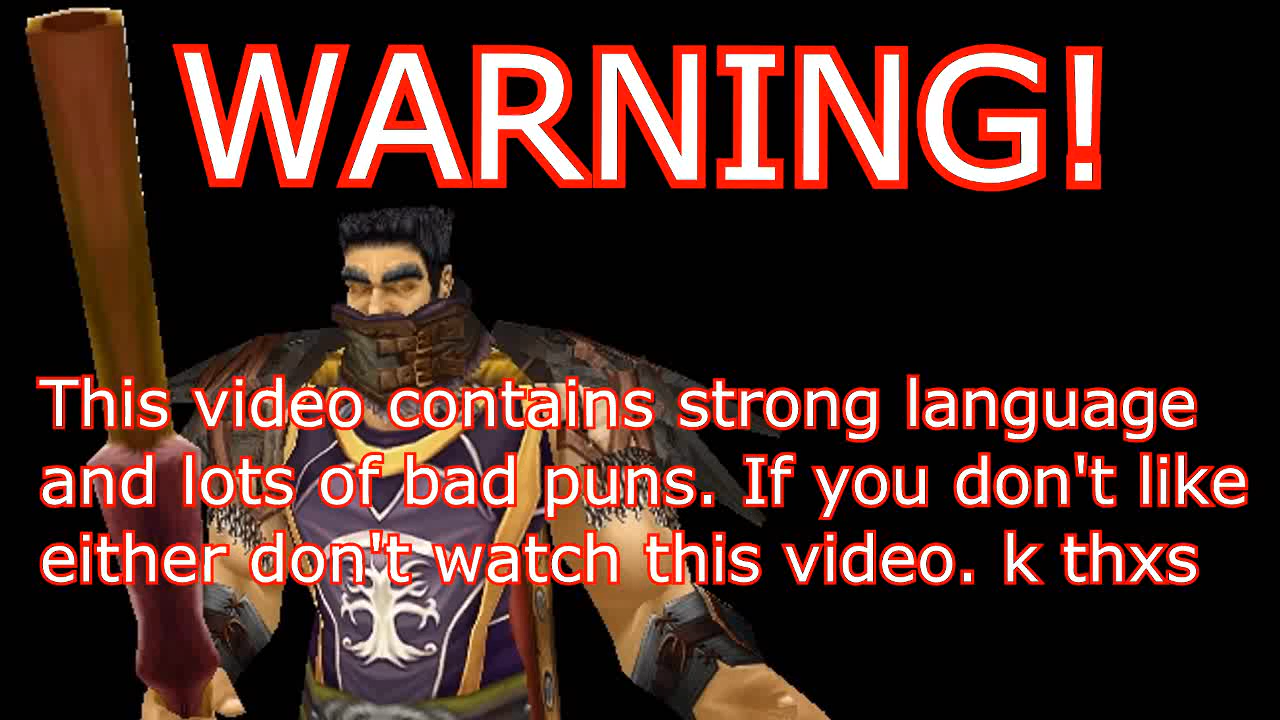 WARNING!
This video contains strong language
and lots of bad puns. If you don't like
either don't watch this video. k thxs